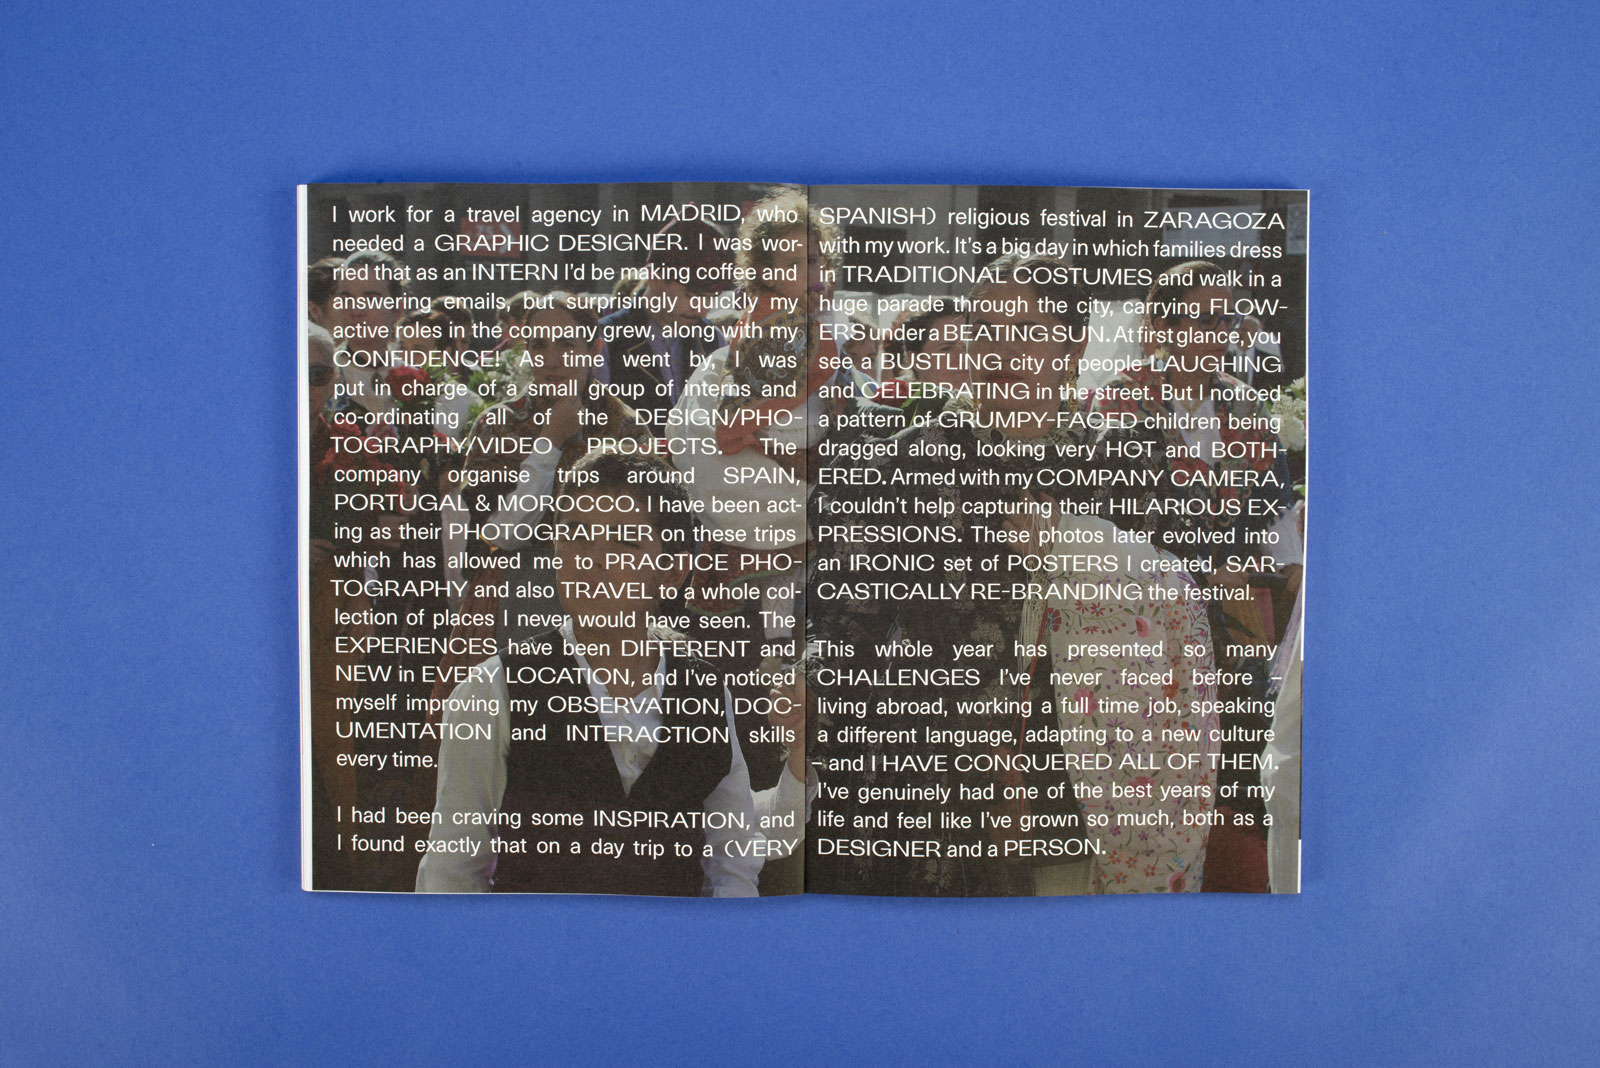 I work for a travel agency in MADRID, who
needed a GRAPHIC DESIGNER. I was wor-
ried that as an INTERN I'd be making coffee and
answering emails, but surprisingly quickly my
active roles in the company grew, along with my
CONFIDENCE! As time went by, I was
put in charge of a small group of interns and
co-ordinating all of the DESIGN/PHO-
TOGRAPHY/VIDEO PROJECTS. The
company organise trips around SPAIN,
PORTUGAL & MOROCCO. I have been act-
ing as their PHOTOGRAPHER on these trips
which has allowed me to PRACTICE PHO-
TOGRAPHY and also TRAVEL to a whole col-
lection of places I never would have seen. The
EXPERIENCES have been DIFFERENT and
NEW in EVERY LOCATION, and I've noticed
myself improving my OBSERVATION, DOC-
UMENTATION and INTERACTION skills
every time.
I had been craving some INSPIRATION, and
I found exactly that on a day trip to a (VERY
SPANISH) religious festival in ZARAGOZA
with my work. It's a big day in which families dress
in TRADITIONAL COSTUMES and walk in a
huge parade through the city, carrying FLOW-
ERS under a BEATING SUN. At first glance, you
see a BUSTLING city of people LAUGHING
and CELEBRATING in the street. But I noticed
a pattern of GRUMPY-FACED children being
dragged along, looking very HOT and BOTH-
ERED. Armed with my COMPANY CAMERA,
I couldn't help capturing their HILARIOUS EX-
PRESSIONS. These photos later evolved into
an IRONIC set of POSTERS I created, SAR-
CASTICALLY RE-BRANDING the festival.
This whole year has presented so many
CHALLENGES I've never faced before –
living abroad, working a full time job, speaking
a different language, adapting to a new culture
– and I HAVE CONQUERED ALL OF THEM.
I've genuinely had one of the best years of my
life and feel like I've grown so much, both as a
DESIGNER and a PERSON.